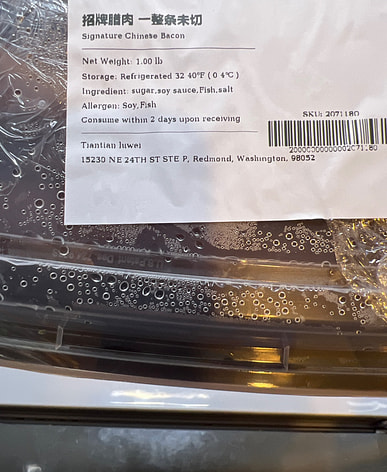 招牌腊肉 一整条未切
Signature Chinese Bacon
Net Weight: 1.00 lb
Storage: Refrigerated 32 40°F ( 0 4°C )
Ingredient: sugar,soy sauce,Fish,salt
Allergen: Soy,Fish
Consume within 2 days upon receiving
SKU: 2071180
Tiantian luwei
15230 NE 24TH ST STE P, Redmond, Washington. 98052